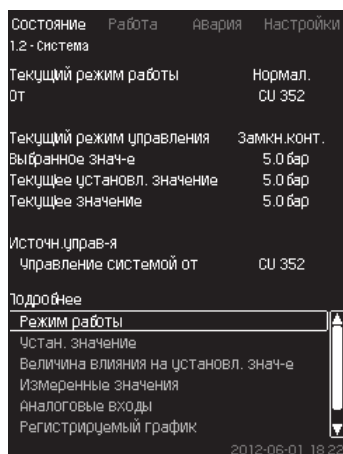 Состояние Работа Авария Настройки
1.2 - Система
Текущий режим работы Нормал.
От CU 352
Текущий режим управления Замкн.конт.
Выбранное знач-е 5.0 бар
Текущее установл. значение 5.0 бар
Текущее значение 5.0 бар
Источн.управ-я
Управление системой от CU 352
Подробнее
Режим работы
Устан. значение
Величина влияния на установл. знач-е
Измеренные значения
Аналоговые входы
Регистрируемый график
2012-06-01 18:22